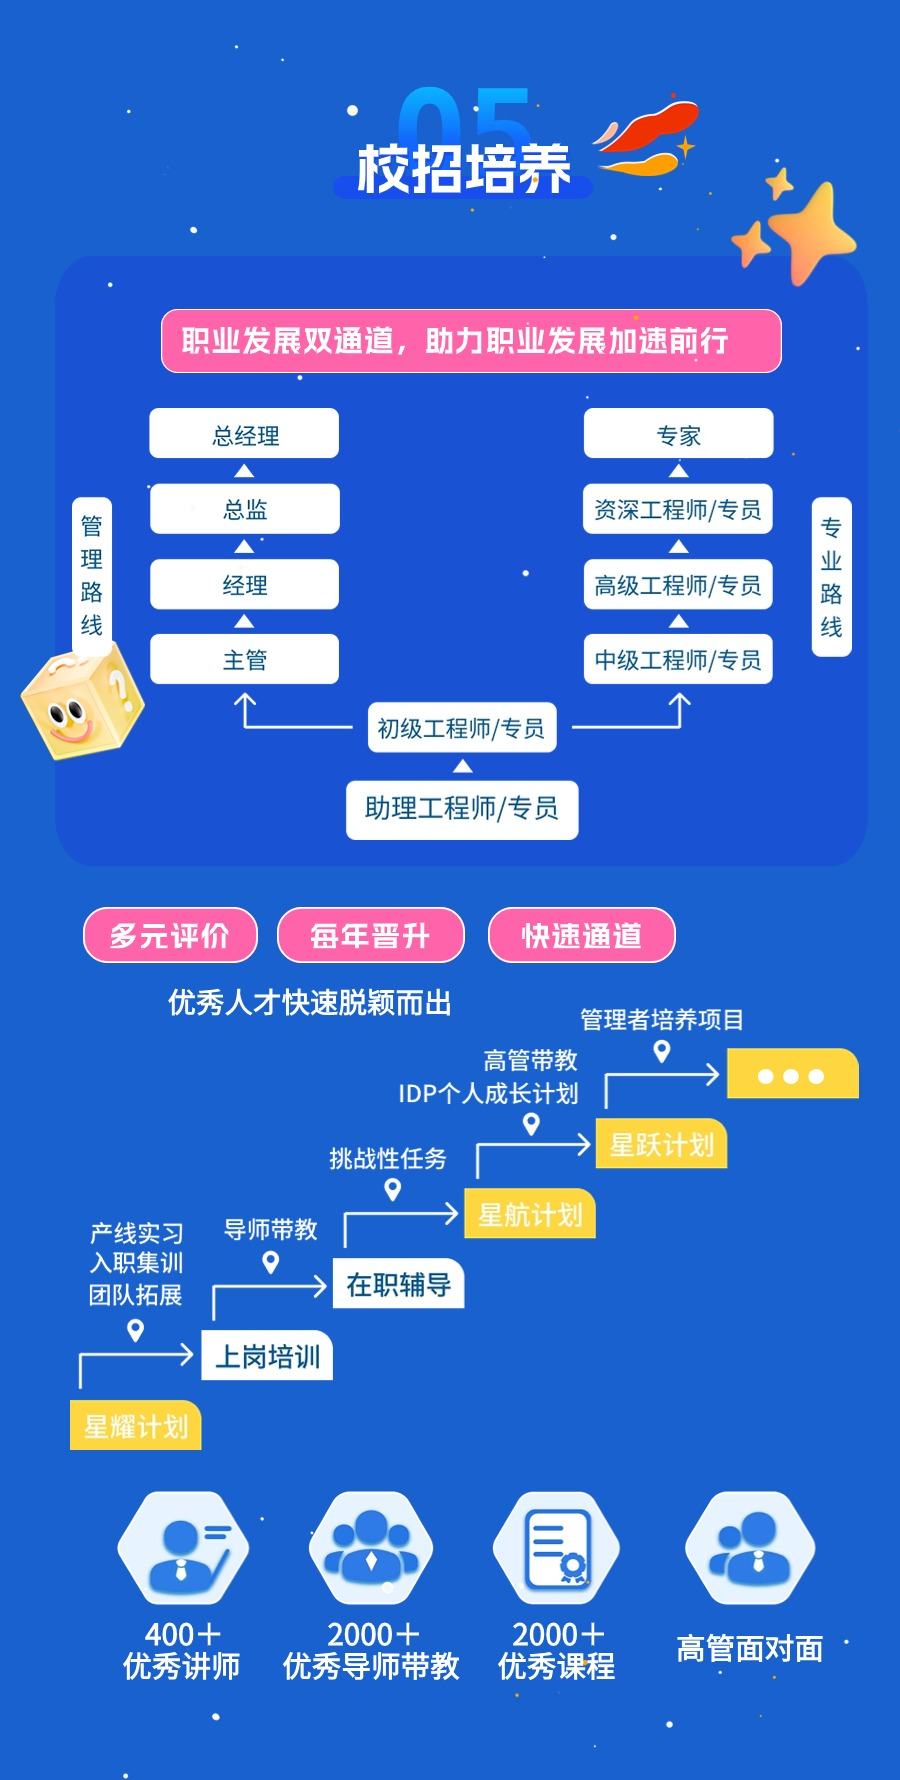 05
校招培养
职业发展双通道，助力职业发展加速前行
管理路线
总经理
总监
经理
主管
专家
资深工程师/专员
高级工程师/专员
中级工程师/专员
专业路线
初级工程师/专员
助理工程师/专员
?
多元评价
每年晋升
快速通道
优秀人才快速脱颖而出
管理者培养项目
高管带教
IDP个人成长计划
星跃计划
挑战性任务
星航计划
导师带教
在职辅导
产线实习
入职集训
团队拓展
上岗培训
星耀计划
400+
优秀讲师
2000+
优秀导师带教
2000+
优秀课程
高管面对面